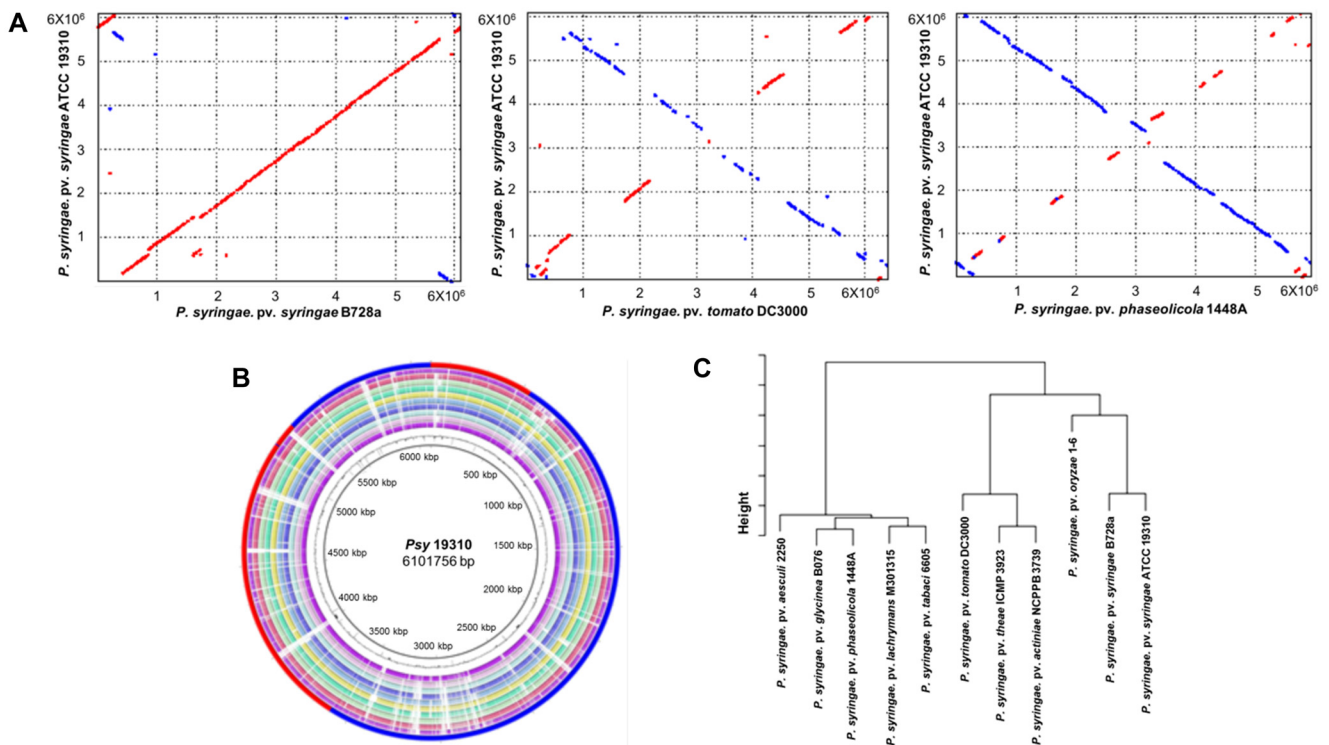 A
6X10⁶
5
4
3
2
1
P. syringae. pv. syringae ATCC 19310
1 2 3 4 5 6X10⁶
P. syringae. pv. syringae B728a
6X10⁶
5
4
3
2
1
P. syringae. pv. syringae ATCC 19310
1 2 3 4 5 6X10⁶
P. syringae. pv. tomato DC3000
6X10⁶
5
4
3
2
1
P. syringae. pv. syringae ATCC 19310
1 2 3 4 5 6X10⁶
P. syringae. pv. phaseolicola 1448A
B
6000 kbp
500 kbp
1000 kbp
1500 kbp
2000 kbp
2500 kbp
3000 kbp
3500 kbp
4000 kbp
4500 kbp
5000 kbp
5500 kbp
Psy 19310
6101756 bp
C
Height
P. syringae. pv. aesculi 2250
P. syringae. pv. glycinea B076
P. syringae. pv. phaseolicola 1448A
P. syringae. pv. lachrymans M301315
P. syringae. pv. tabaci 6605
P. syringae. pv. tomato DC3000
P. syringae. pv. theae ICMP 3923
P. syringae. pv. actiniae NCPPB 3739
P. syringae. pv. oryzae 1-6
P. syringae. pv. syringae B728a
P. syringae. pv. syringae ATCC 19310